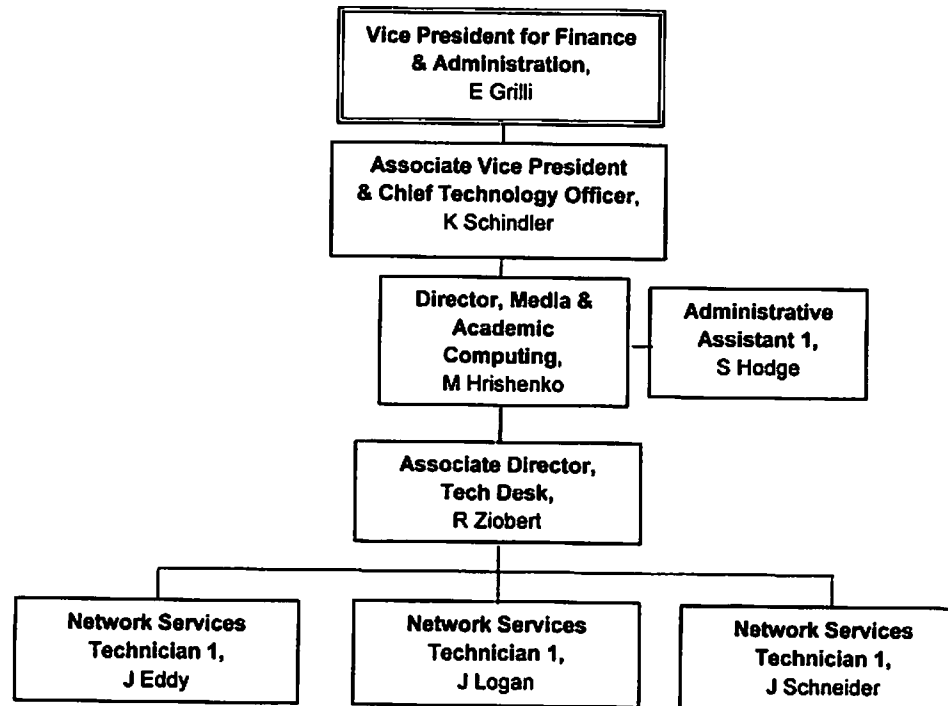 Vice President for Finance
& Administration,
E Grilli
Associate Vice President
& Chief Technology Officer,
K Schindler
Director, Media &
Academic
Computing,
M Hrishenko
Administrative
Assistant 1,
S Hodge
Associate Director,
Tech Desk,
R Ziobert
Network Services
Technician 1,
J Eddy
Network Services
Technician 1,
J Logan
Network Services
Technician 1,
J Schneider